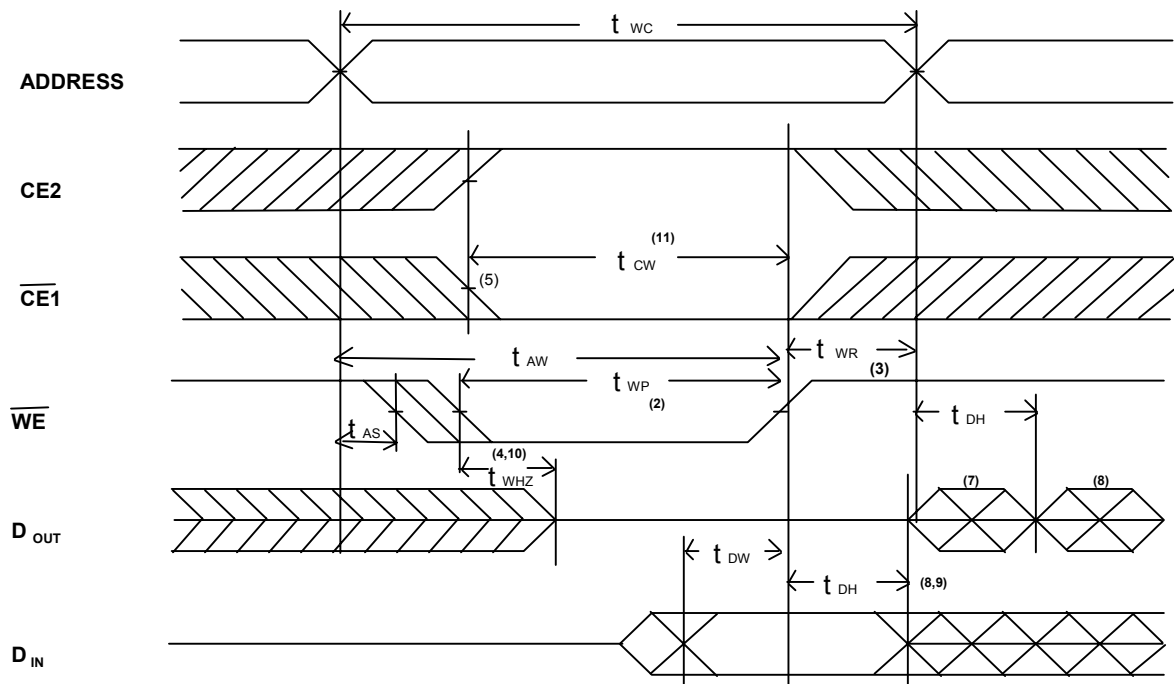 t WC
ADDRESS
CE2
t CW (11)
CE1 (5)
t AW
t WR (3)
t WP (2)
WE
t AS
t DH
t WHZ (4,10)
D OUT
(7)
(8)
t DW
t DH (8,9)
D IN